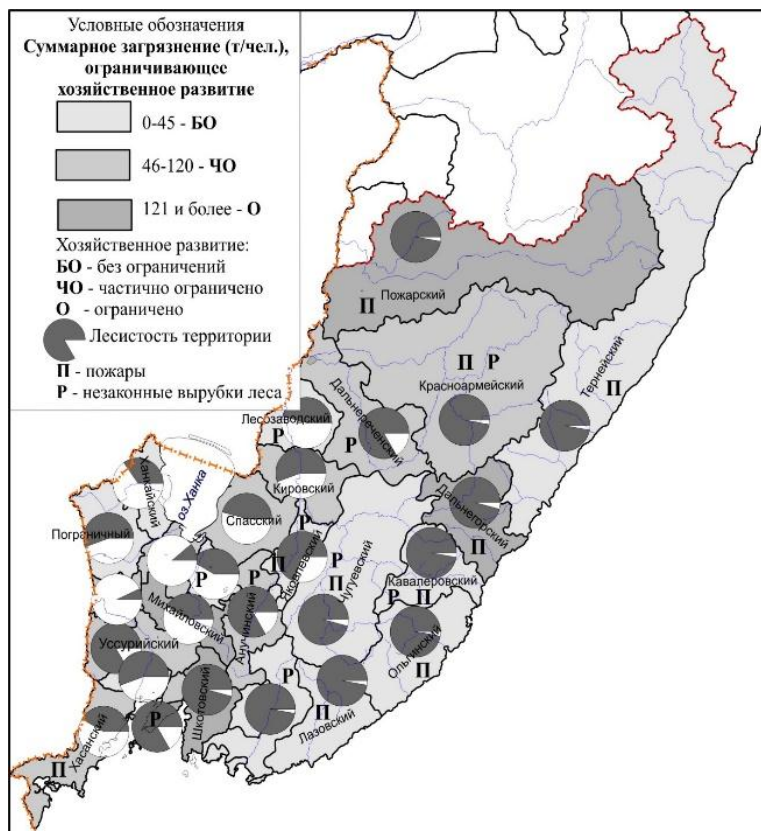 Условные обозначения
Суммарное загрязнение (т/чел.),
ограничивающее
хозяйственное развитие
0-45 - БО
46-120 - ЧО
121 и более - О
Хозяйственное развитие:
БО - без ограничений
ЧО - частично ограничено
О - ограничено
Лесистость территории
П - пожары
Р - незаконные вырубки леса
П
Пожарский
П Р
Красноармейский
Тернейский
П
Лесозаводский
Р
Дальнереченский
Р
Ханкайский
оз.Ханка
Кировский
Пограничный
Спасский
Дальнегорский
П
Р
Яковлевский
П
Р
П
Чугуевский
Кавалеровский
Р П
Р
Р
Михайловский
Анучинский
Ольгинский
П
Уссурийский
Шкотовский
Р
П
Лазовский
Хасанский
Р
П